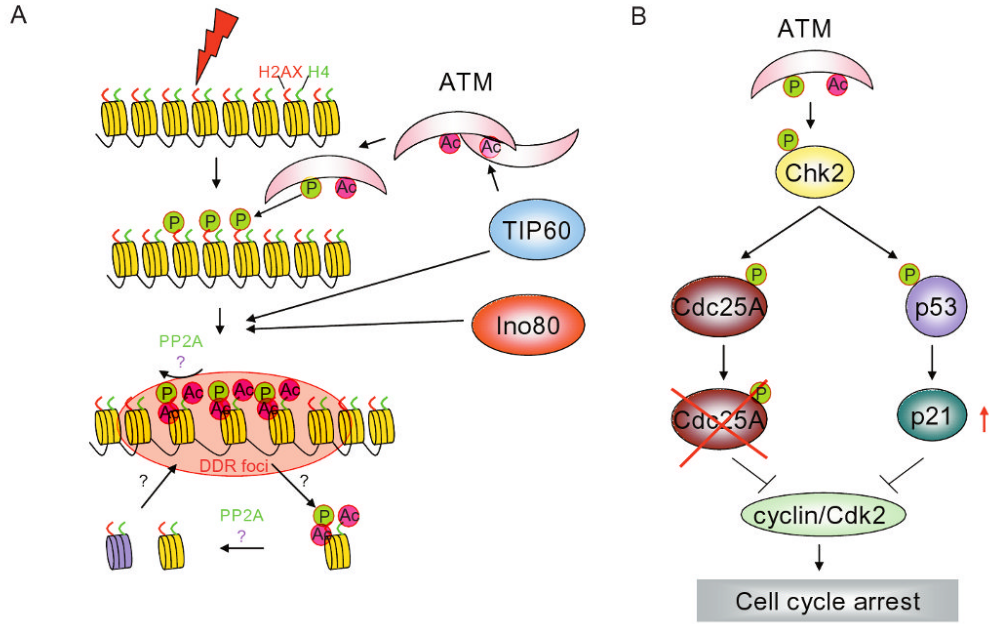 A
H2AX H4
ATM
Ac
Ac
P
Ac
P
P
P
TIP60
Ino80
PP2A
?
P
Ac
P
Ac
P
Ac
Ac
Ac
Ac
DDR foci
?
?
P
Ac
Ac
PP2A
?
B
ATM
P
Ac
P
Chk2
P
Cdc25A
P
p53
P
Cdc25A
p21
cyclin/Cdk2
Cell cycle arrest